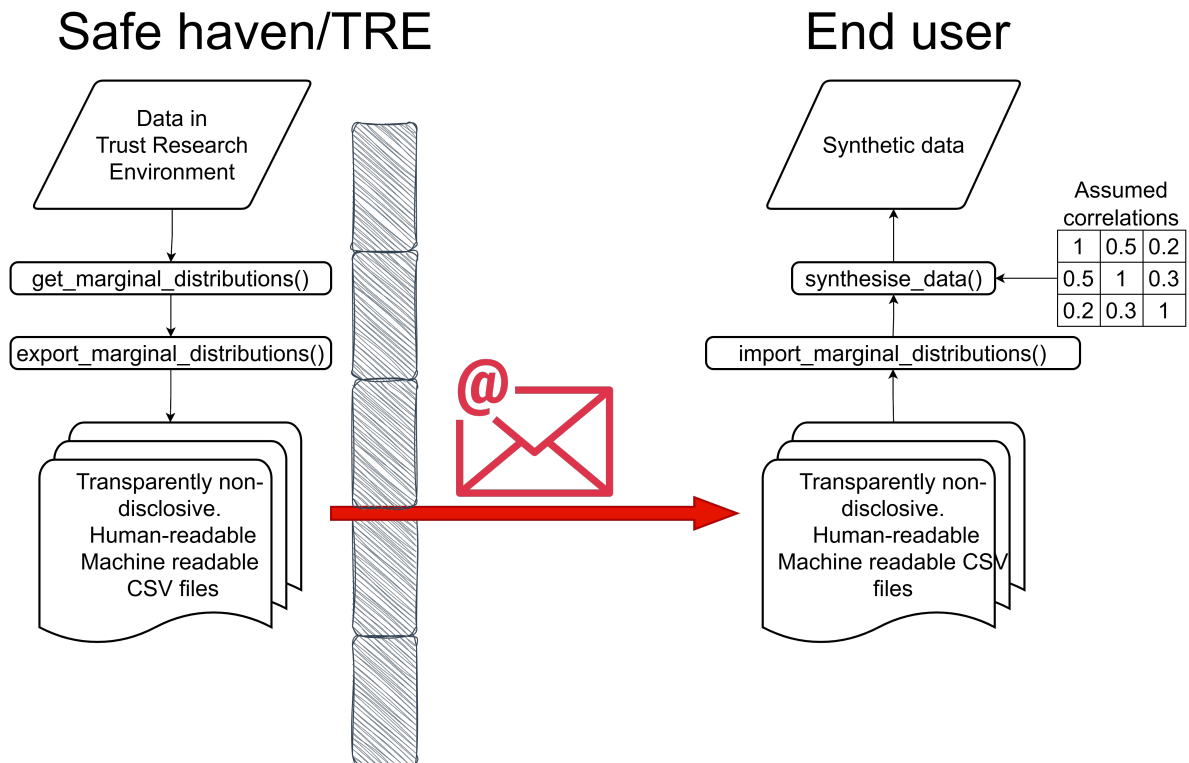 Safe haven/TRE
End user
Data in
Trust Research
Environment
get_marginal_distributions()
export_marginal_distributions()
Transparently non-
disclosive.
Human-readable
Machine readable
CSV files
@
Synthetic data
Assumed
correlations
1 0.5 0.2
0.5 1 0.3
0.2 0.3 1
synthesise_data()
import_marginal_distributions()
Transparently non-
disclosive.
Human-readable
Machine readable CSV
files